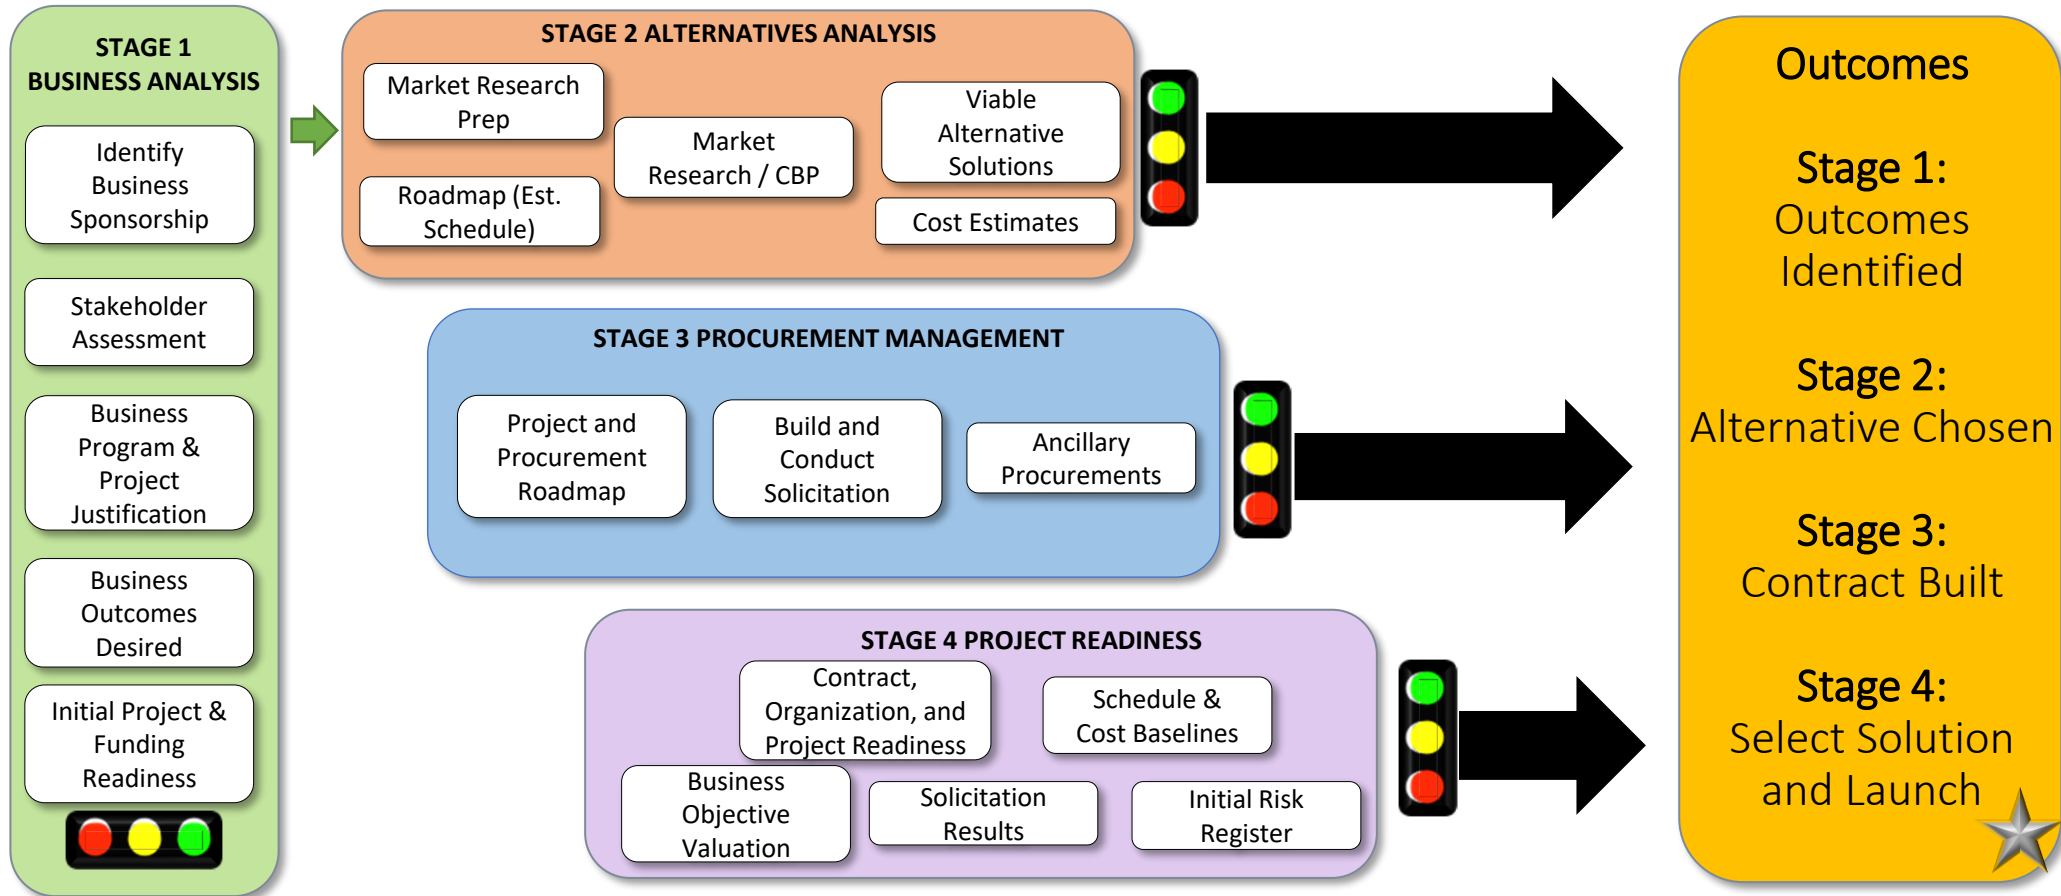 STAGE 1
BUSINESS ANALYSIS
Identify
Business
Sponsorship
Stakeholder
Assessment
Business
Program &
Project
Justification
Business
Outcomes
Desired
Initial Project &
Funding
Readiness
STAGE 2 ALTERNATIVES ANALYSIS
Market Research
Prep
Roadmap (Est.
Schedule)
Market
Research / CBP
Viable
Alternative
Solutions
Cost Estimates
STAGE 3 PROCUREMENT MANAGEMENT
Project and
Procurement
Roadmap
Build and
Conduct
Solicitation
Ancillary
Procurements
STAGE 4 PROJECT READINESS
Contract,
Organization, and
Project Readiness
Schedule &
Cost Baselines
Business
Objective
Valuation
Solicitation
Results
Initial Risk
Register
Outcomes
Stage 1:
Outcomes
Identified
Stage 2:
Alternative Chosen
Stage 3:
Contract Built
Stage 4:
Select Solution
and Launch